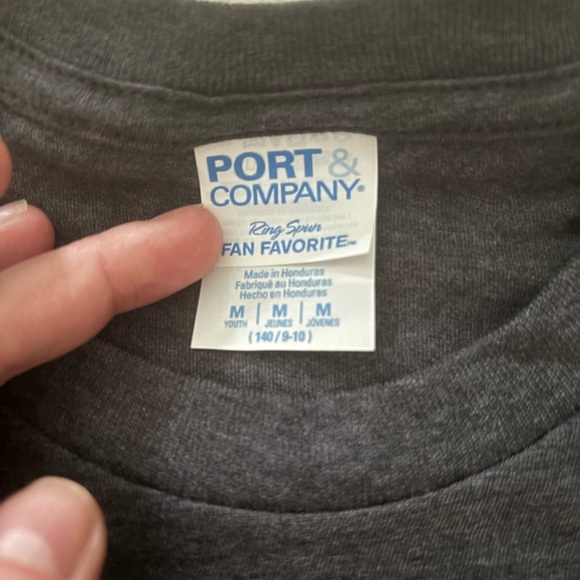 PORT &
COMPANY®
Ring Spun
FAN FAVORITE™
Made in Honduras
Fabriqué au Honduras
Hecho en Honduras
M | M | M
YOUTH JEUNES JÓVENES
(140/9-10)